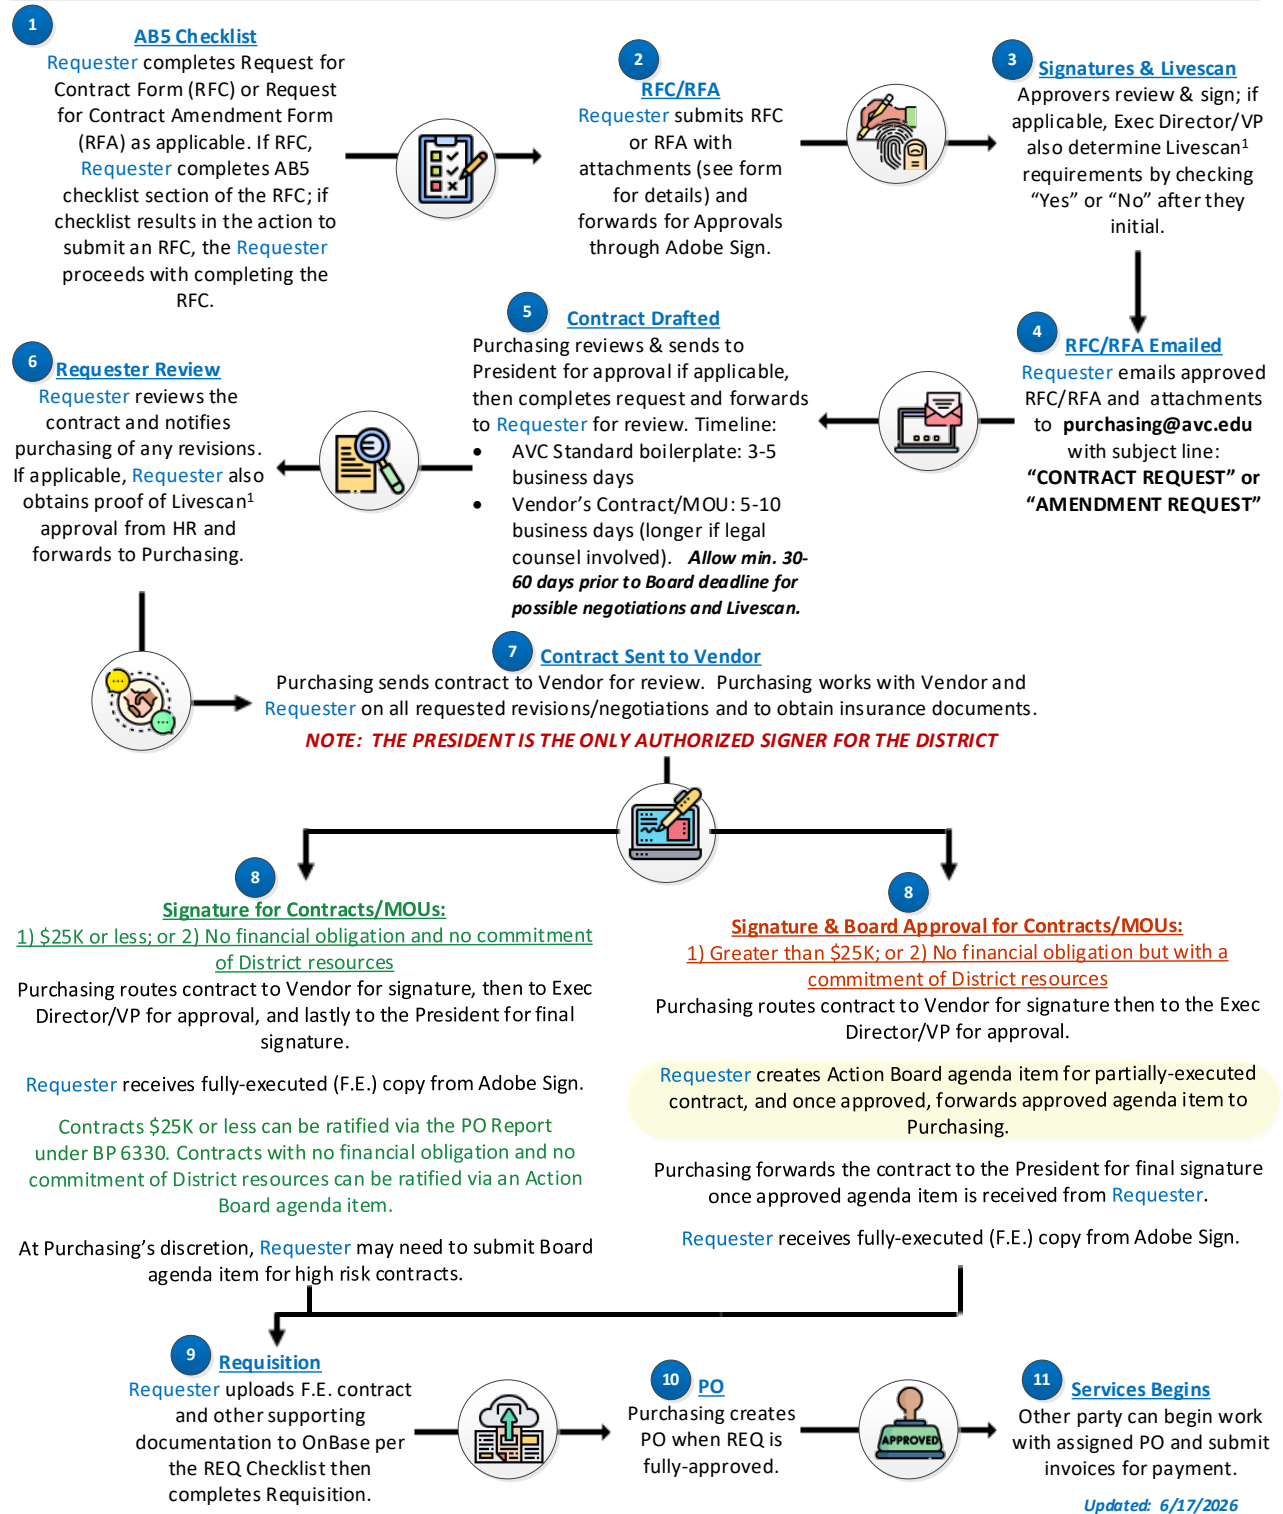 1
AB5 Checklist
Requester completes Request for
Contract Form (RFC) or Request
for Contract Amendment Form
(RFA) as applicable. If RFC,
Requester completes AB5
checklist section of the RFC; if
checklist results in the action to
submit an RFC, the Requester
proceeds with completing the
RFC.
2
RFC/RFA
Requester submits RFC
or RFA with
attachments (see form
for details) and
forwards for Approvals
through Adobe Sign.
3
Signatures & Livescan
Approvers review & sign; if
applicable, Exec Director/VP
also determine Livescan¹
requirements by checking
“Yes” or “No” after they
initial.
4
RFC/RFA Emailed
Requester emails approved
RFC/RFA and attachments
to purchasing@avc.edu
with subject line:
“CONTRACT REQUEST” or
“AMENDMENT REQUEST”
5
Contract Drafted
Purchasing reviews & sends to
President for approval if applicable,
then completes request and forwards
to Requester for review. Timeline:
• AVC Standard boilerplate: 3-5
business days
• Vendor’s Contract/MOU: 5-10
business days (longer if legal
counsel involved). Allow min. 30-
60 days prior to Board deadline for
possible negotiations and Livescan.
6
Requester Review
Requester reviews the
contract and notifies
purchasing of any revisions.
If applicable, Requester also
obtains proof of Livescan¹
approval from HR and
forwards to Purchasing.
7
Contract Sent to Vendor
Purchasing sends contract to Vendor for review. Purchasing works with Vendor and
Requester on all requested revisions/negotiations and to obtain insurance documents.
NOTE: THE PRESIDENT IS THE ONLY AUTHORIZED SIGNER FOR THE DISTRICT
8
Signature for Contracts/MOUs:
1) $25K or less; or 2) No financial obligation and no commitment
of District resources
Purchasing routes contract to Vendor for signature, then to Exec
Director/VP for approval, and lastly to the President for final
signature.
Requester receives fully-executed (F.E.) copy from Adobe Sign.
Contracts $25K or less can be ratified via the PO Report
under BP 6330. Contracts with no financial obligation and no
commitment of District resources can be ratified via an Action
Board agenda item.
At Purchasing’s discretion, Requester may need to submit Board
agenda item for high risk contracts.
8
Signature & Board Approval for Contracts/MOUs:
1) Greater than $25K; or 2) No financial obligation but with a
commitment of District resources
Purchasing routes contract to Vendor for signature then to the Exec
Director/VP for approval.
Requester creates Action Board agenda item for partially-executed
contract, and once approved, forwards approved agenda item to
Purchasing.
Purchasing forwards the contract to the President for final signature
once approved agenda item is received from Requester.
Requester receives fully-executed (F.E.) copy from Adobe Sign.
9
Requisition
Requester uploads F.E. contract
and other supporting
documentation to OnBase per
the REQ Checklist then
completes Requisition.
10
PO
Purchasing creates
PO when REQ is
fully-approved.
APPROVED
11
Services Begins
Other party can begin work
with assigned PO and submit
invoices for payment.
Updated: 6/17/2026